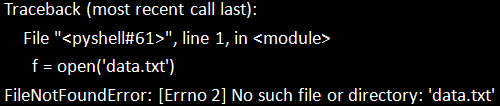 Traceback (most recent call last):
File "<pyshell#61>", line 1, in <module>
f = open('data.txt')
FileNotFoundError: [Errno 2] No such file or directory: 'data.txt'